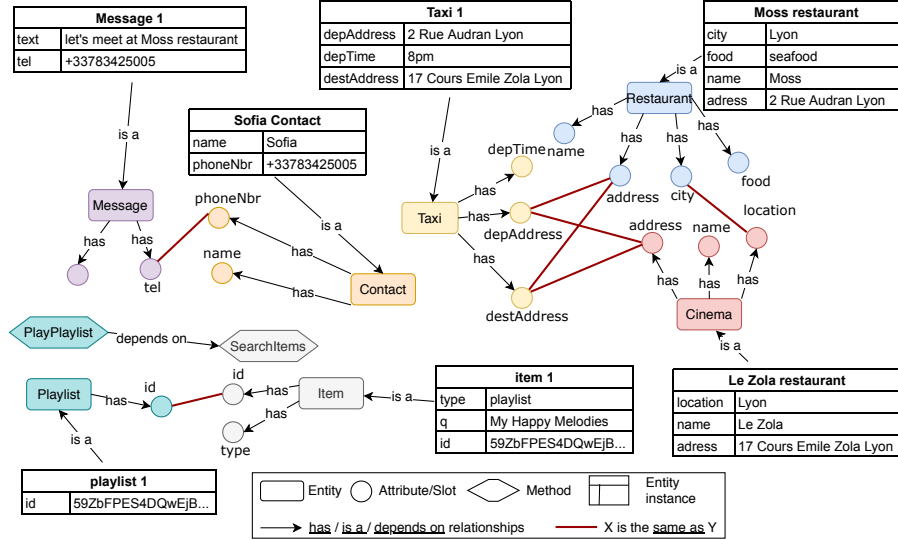 Message 1
text let's meet at Moss restaurant
tel +33783425005
Taxi 1
depAddress 2 Rue Audran Lyon
depTime 8pm
destAddress 17 Cours Emile Zola Lyon
Moss restaurant
city Lyon
food seafood
name Moss
adress 2 Rue Audran Lyon
Sofia Contact
name Sofia
phoneNbr +33783425005
is a
is a
is a
is a
Restaurant
has
has
has
has
name
address
city
food
Message
has
has
tel
phoneNbr
name
has
has
Contact
Taxi
has
has
has
depTime
depAddress
destAddress
address
name
location
has
has
has
Cinema
is a
PlayPlaylist
depends on
SearchItems
Playlist
has
id
id
has
has
type
Item
is a
is a
item 1
type playlist
q My Happy Melodies
id 59ZbFPES4DQwEjB...
Le Zola restaurant
location Lyon
name Le Zola
adress 17 Cours Emile Zola Lyon
playlist 1
id 59ZbFPES4DQwEjB...
Entity
Attribute/Slot
Method
Entity
instance
has / is a / depends on relationships
X is the same as Y